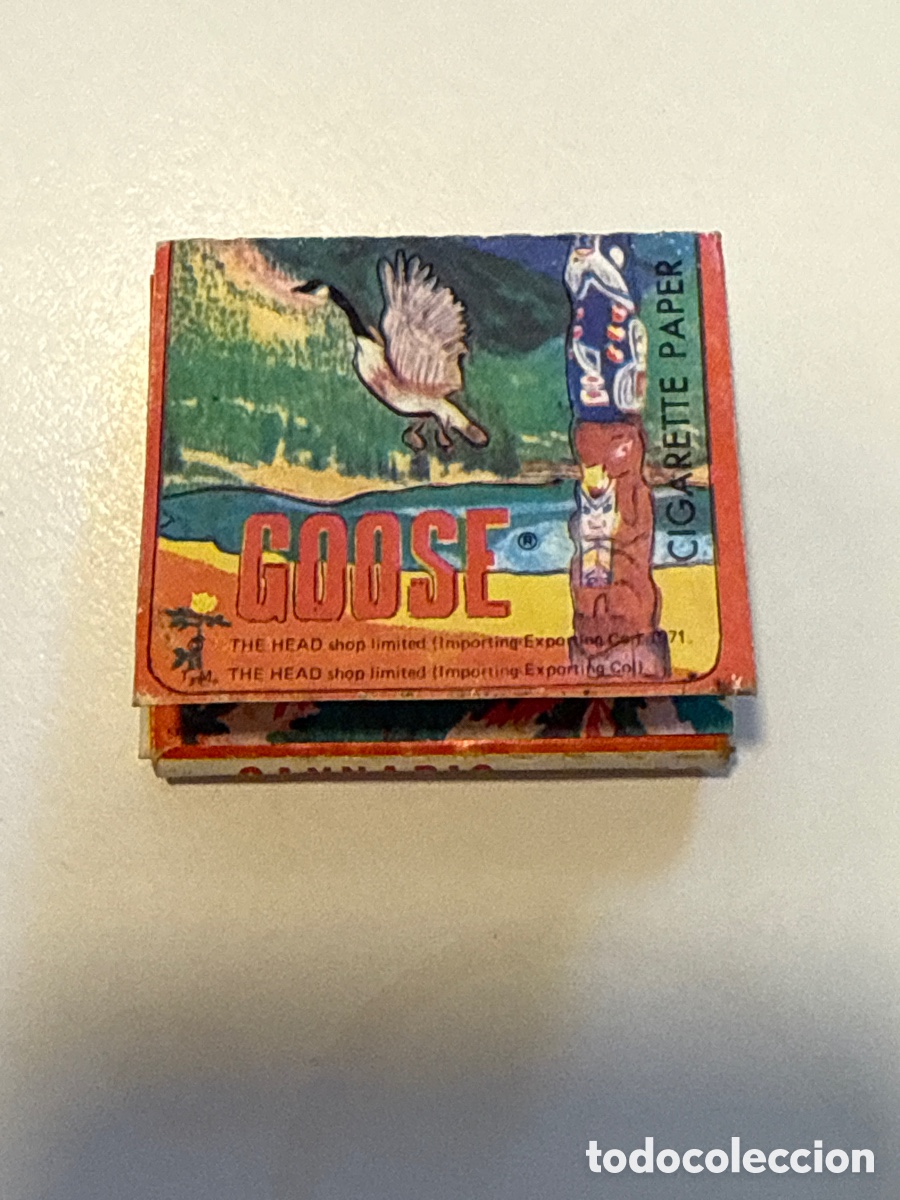 CIGARETTE PAPER
GOOSE ®
THE HEAD shop limited (Importing-Exporting Co.) 1971.
T.M. THE HEAD shop limited (Importing-Exporting Co.).
CANNABIS
todocoleccion